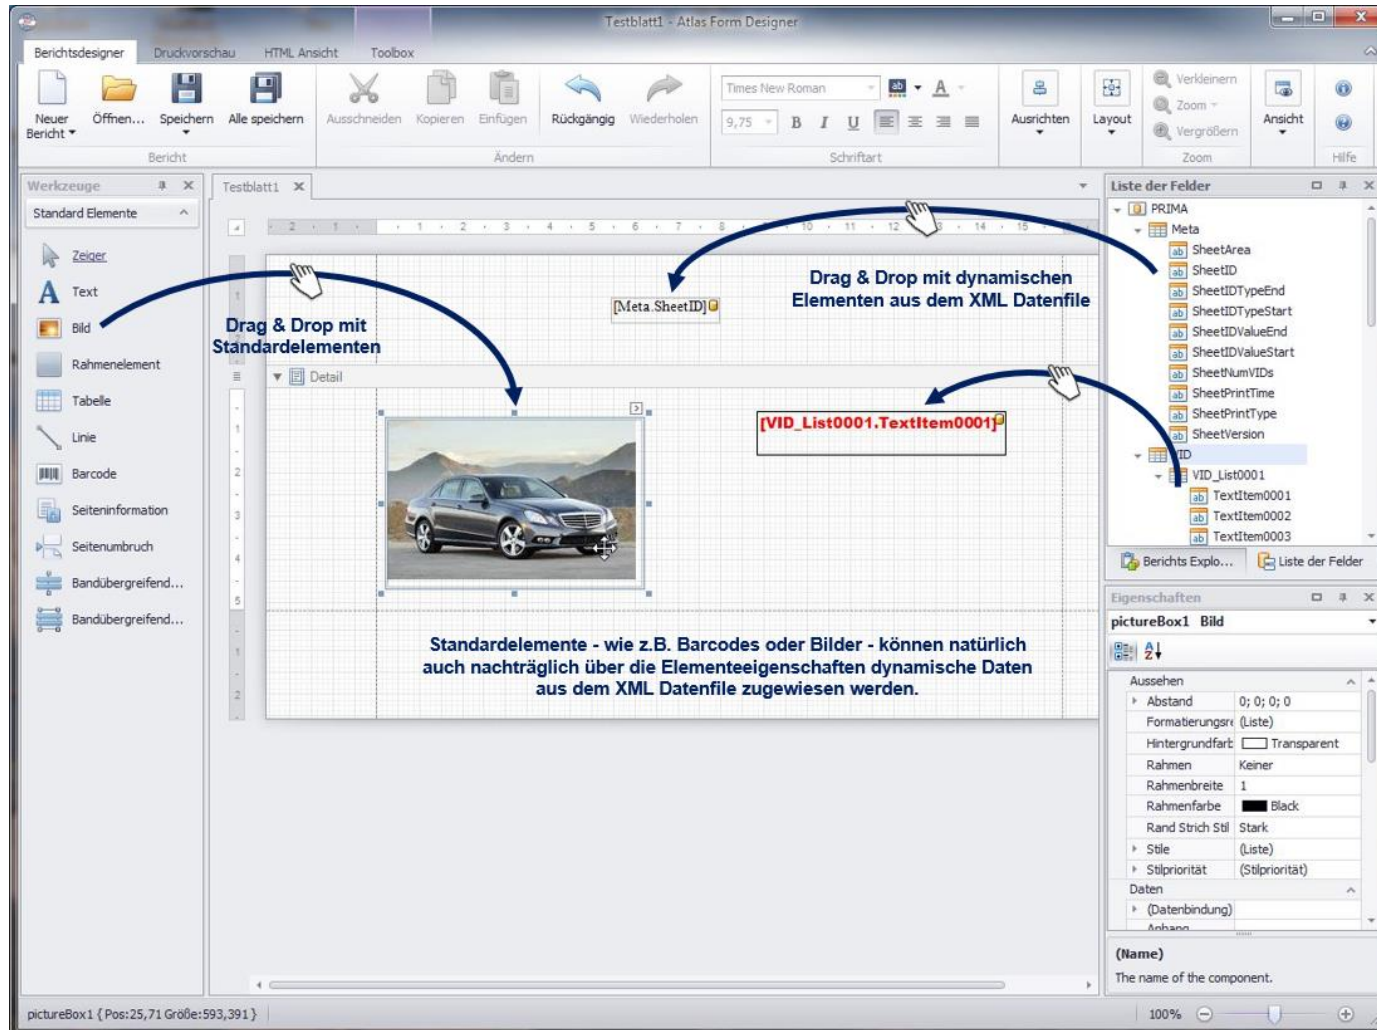 Testblatt1 - Atlas Form Designer
Berichtsdesigner Druckvorschau HTML Ansicht Toolbox
Neuer Bericht
Öffnen...
Speichern
Alle speichern
Ausschneiden
Kopieren
Einfügen
Rückgängig
Wiederholen
Times New Roman
9,75
B I U
Ausrichten
Layout
Verkleinern
Zoom
Vergrößern
Ansicht
Bericht
Ändern
Schriftart
Zoom
Hilfe
Werkzeuge
Standard Elemente
Zeiger
Text
Bild
Rahmenelement
Tabelle
Linie
Barcode
Seiteninformation
Seitenumbruch
Bandübergreifend...
Bandübergreifend...
Testblatt1
Drag & Drop mit
Standardelementen
[Meta.SheetID]
Drag & Drop mit dynamischen
Elementen aus dem XML Datenfile
Detail
[VID_List0001.TextItem0001]
Standardelemente - wie z.B. Barcodes oder Bilder - können natürlich
auch nachträglich über die Elementeeigenschaften dynamische Daten
aus dem XML Datenfile zugewiesen werden.
Liste der Felder
PRIMA
Meta
SheetArea
SheetID
SheetIDTypeEnd
SheetIDTypeStart
SheetIDValueEnd
SheetIDValueStart
SheetNumVIDs
SheetPrintTime
SheetPrintType
SheetVersion
VID
VID_List0001
TextItem0001
TextItem0002
TextItem0003
Berichts Explo... Liste der Felder
Eigenschaften
pictureBox1 Bild
Aussehen
Abstand 0; 0; 0; 0
Formatierungsre (Liste)
Hintergrundfarb Transparent
Rahmen Keiner
Rahmenbreite 1
Rahmenfarbe Black
Rand Strich Stil Stark
Stile (Liste)
Stilpriorität (Stilpriorität)
Daten
(Datenbindung)
Anhang
(Name)
The name of the component.
pictureBox1 { Pos:25,71 Größe:593,391 }
100%